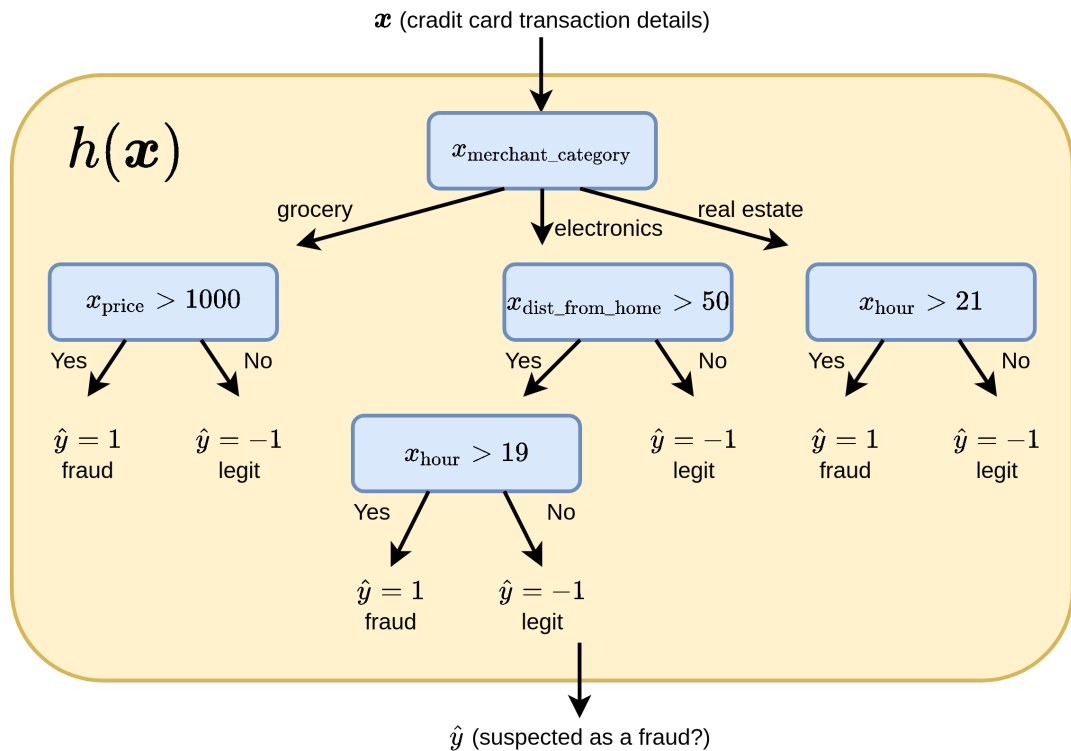 x (cradit card transaction details)
h(x)
x_merchant_category
grocery
electronics
real estate
x_price > 1000
x_dist_from_home > 50
x_hour > 21
Yes
No
Yes
No
Yes
No
ŷ = 1
fraud
ŷ = −1
legit
x_hour > 19
ŷ = −1
legit
ŷ = 1
fraud
ŷ = −1
legit
Yes
No
ŷ = 1
fraud
ŷ = −1
legit
ŷ (suspected as a fraud?)